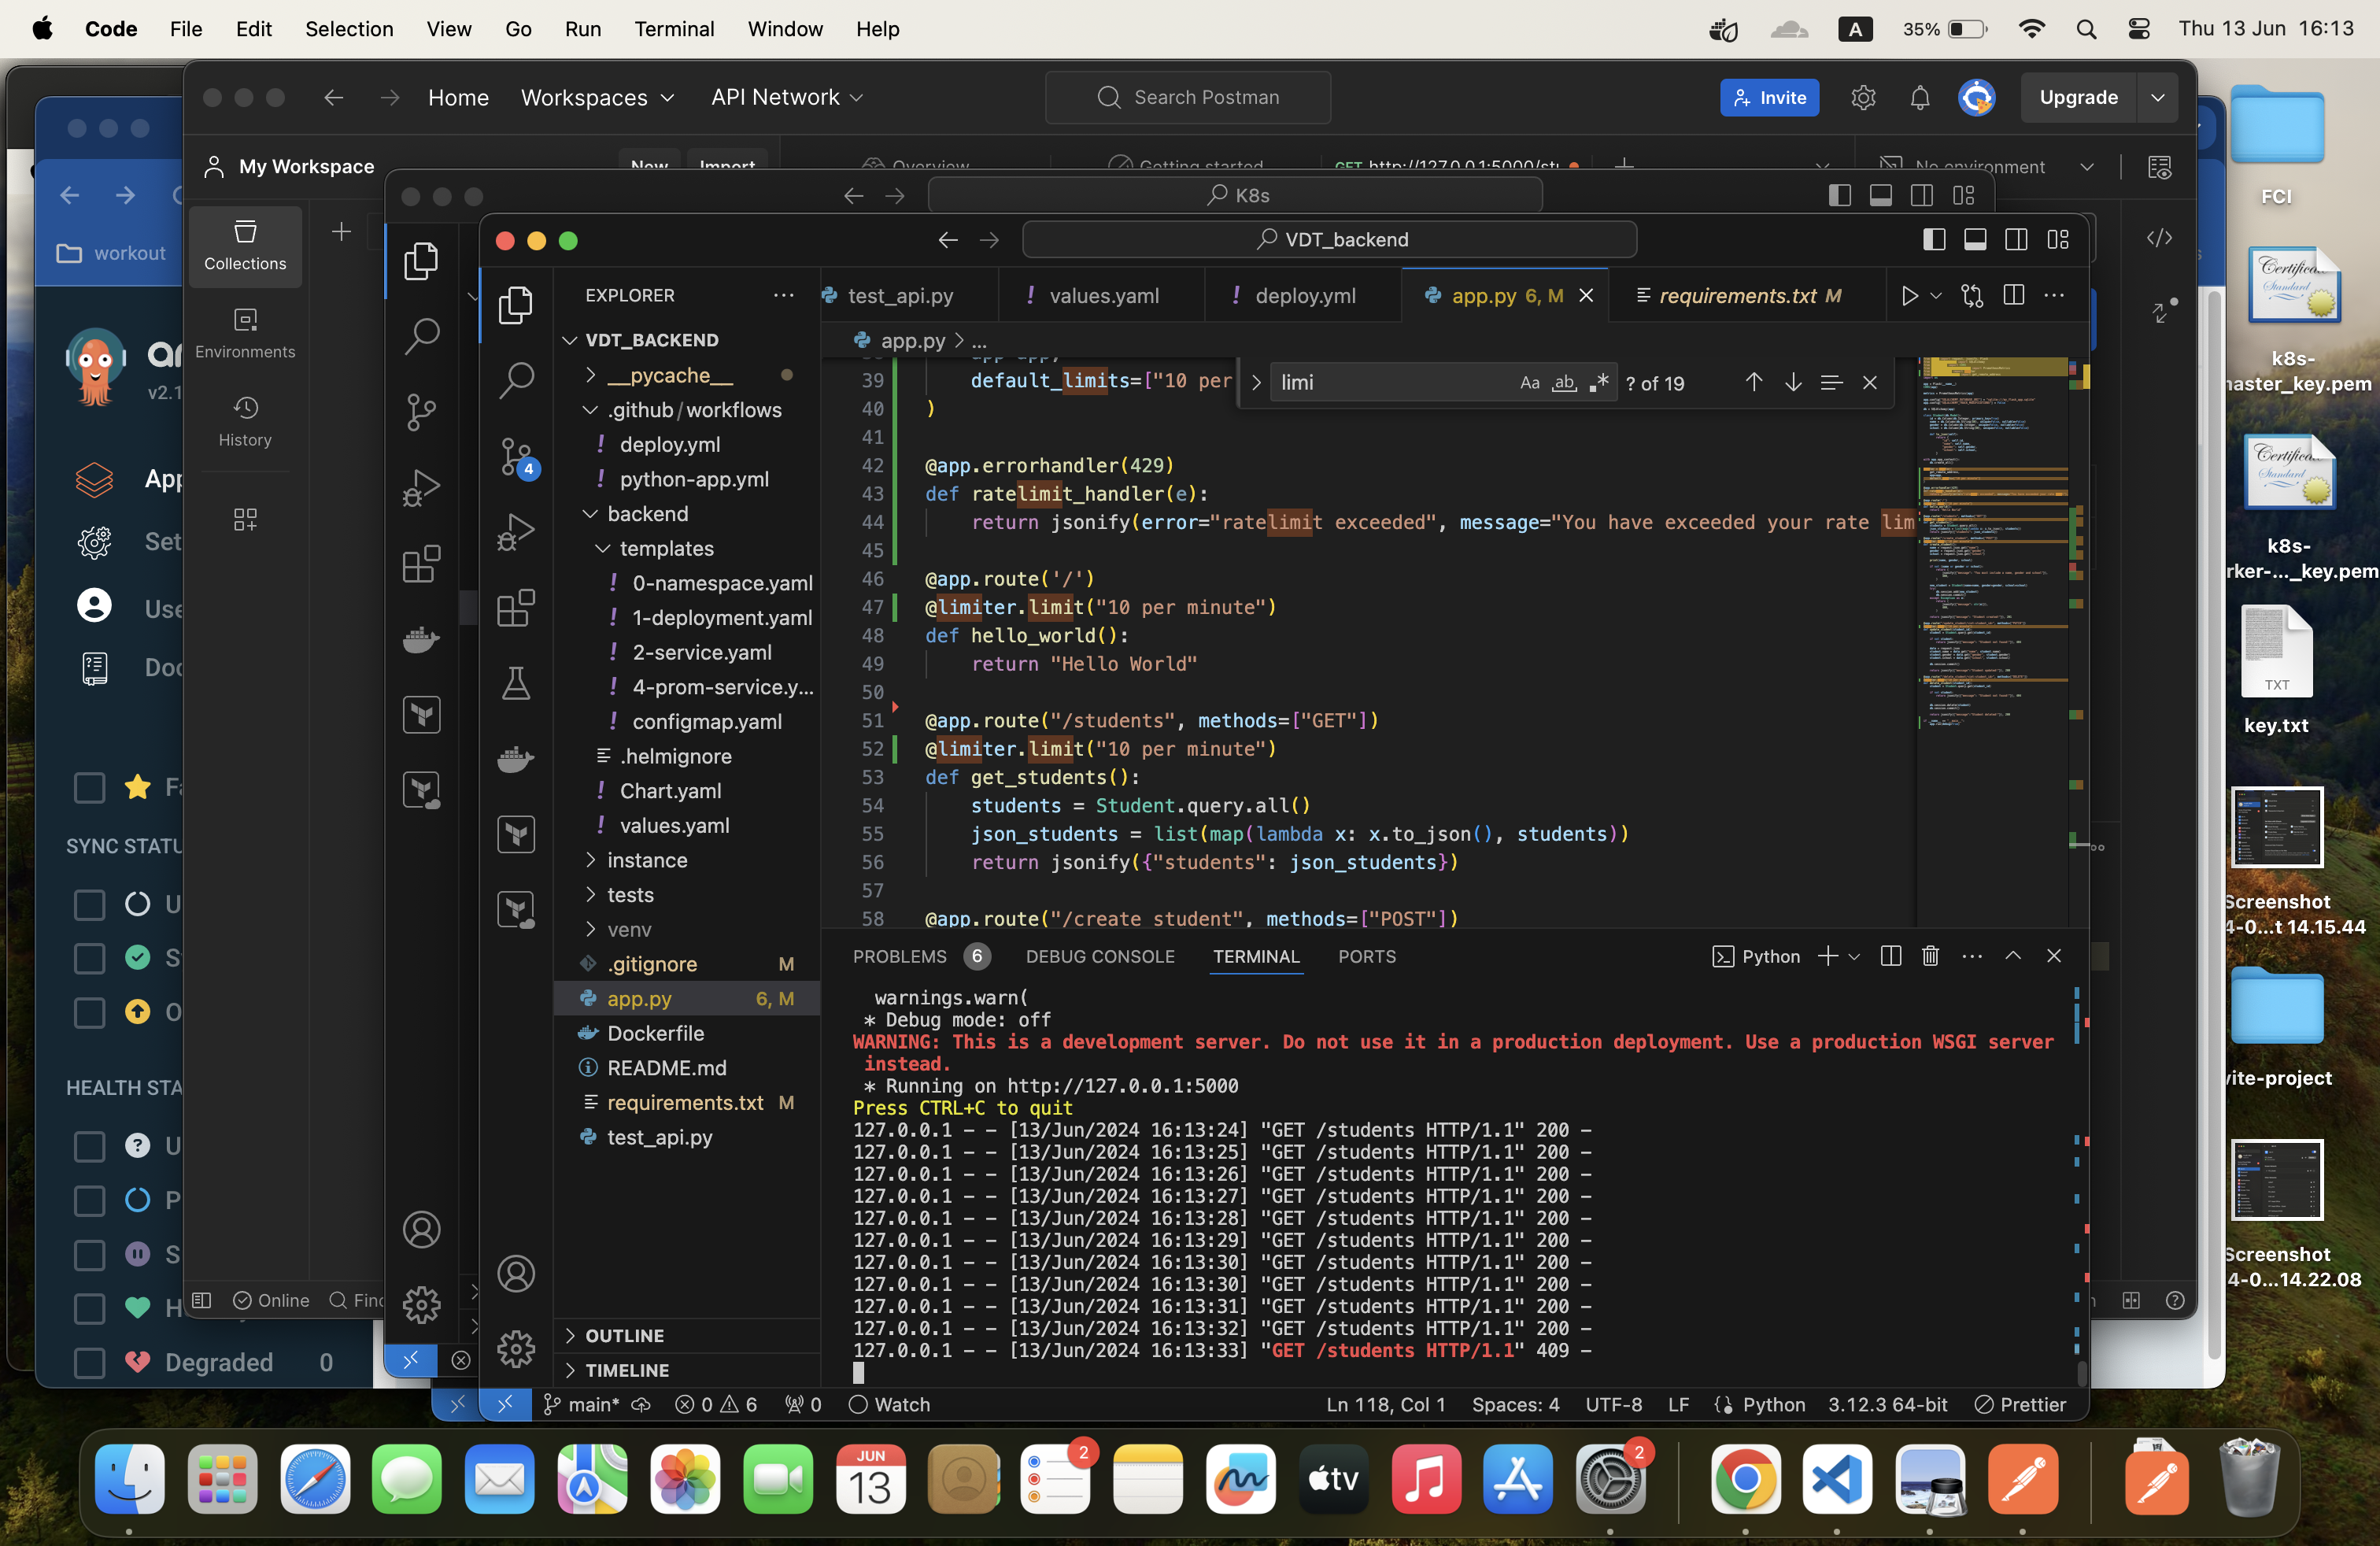 Code File Edit Selection View Go Run Terminal Window Help
A 35% Thu 13 Jun 16:13
Home Workspaces API Network Search Postman Invite Upgrade
My Workspace New Import Overview Getting started GET http://127.0.0.1:5000/stu No environment
workout
Collections
Environments
History
K8s
VDT_backend
v2.1
EXPLORER
VDT_BACKEND
__pycache__
.github/workflows
deploy.yml
python-app.yml
backend
templates
0-namespace.yaml
1-deployment.yaml
2-service.yaml
4-prom-service.y...
configmap.yaml
.helmignore
Chart.yaml
values.yaml
instance
tests
venv
.gitignore M
app.py 6, M
Dockerfile
README.md
requirements.txt M
test_api.py
OUTLINE
TIMELINE
4
test_api.py values.yaml deploy.yml app.py 6, M requirements.txt M
app.py > ...
limi Aa ab ? of 19
39 default_limits=["10 per
40 )
41
42 @app.errorhandler(429)
43 def ratelimit_handler(e):
44 return jsonify(error="ratelimit exceeded", message="You have exceeded your rate lim
45
46 @app.route('/')
47 @limiter.limit("10 per minute")
48 def hello_world():
49 return "Hello World"
50
51 @app.route("/students", methods=["GET"])
52 @limiter.limit("10 per minute")
53 def get_students():
54 students = Student.query.all()
55 json_students = list(map(lambda x: x.to_json(), students))
56 return jsonify({"students": json_students})
57
58 @app.route("/create_student", methods=["POST"])
PROBLEMS 6 DEBUG CONSOLE TERMINAL PORTS Python
warnings.warn(
* Debug mode: off
WARNING: This is a development server. Do not use it in a production deployment. Use a production WSGI server
instead.
* Running on http://127.0.0.1:5000
Press CTRL+C to quit
127.0.0.1 - - [13/Jun/2024 16:13:24] "GET /students HTTP/1.1" 200 -
127.0.0.1 - - [13/Jun/2024 16:13:25] "GET /students HTTP/1.1" 200 -
127.0.0.1 - - [13/Jun/2024 16:13:26] "GET /students HTTP/1.1" 200 -
127.0.0.1 - - [13/Jun/2024 16:13:27] "GET /students HTTP/1.1" 200 -
127.0.0.1 - - [13/Jun/2024 16:13:28] "GET /students HTTP/1.1" 200 -
127.0.0.1 - - [13/Jun/2024 16:13:29] "GET /students HTTP/1.1" 200 -
127.0.0.1 - - [13/Jun/2024 16:13:30] "GET /students HTTP/1.1" 200 -
127.0.0.1 - - [13/Jun/2024 16:13:30] "GET /students HTTP/1.1" 200 -
127.0.0.1 - - [13/Jun/2024 16:13:31] "GET /students HTTP/1.1" 200 -
127.0.0.1 - - [13/Jun/2024 16:13:32] "GET /students HTTP/1.1" 200 -
127.0.0.1 - - [13/Jun/2024 16:13:33] "GET /students HTTP/1.1" 409 -
main* 0 6 0 Watch Ln 118, Col 1 Spaces: 4 UTF-8 LF Python 3.12.3 64-bit Prettier
App
Set
Use
Doc
SYNC STATU
HEALTH STA
Degraded 0
Online Find
FCI
Certificate Standard
k8s-
naster_key.pem
Certificate Standard
k8s-
rker-..._key.pem
TXT
key.txt
Screenshot
4-0...t 14.15.44
vite-project
Screenshot
4-0...14.22.08
JUN
13
2
tv
2